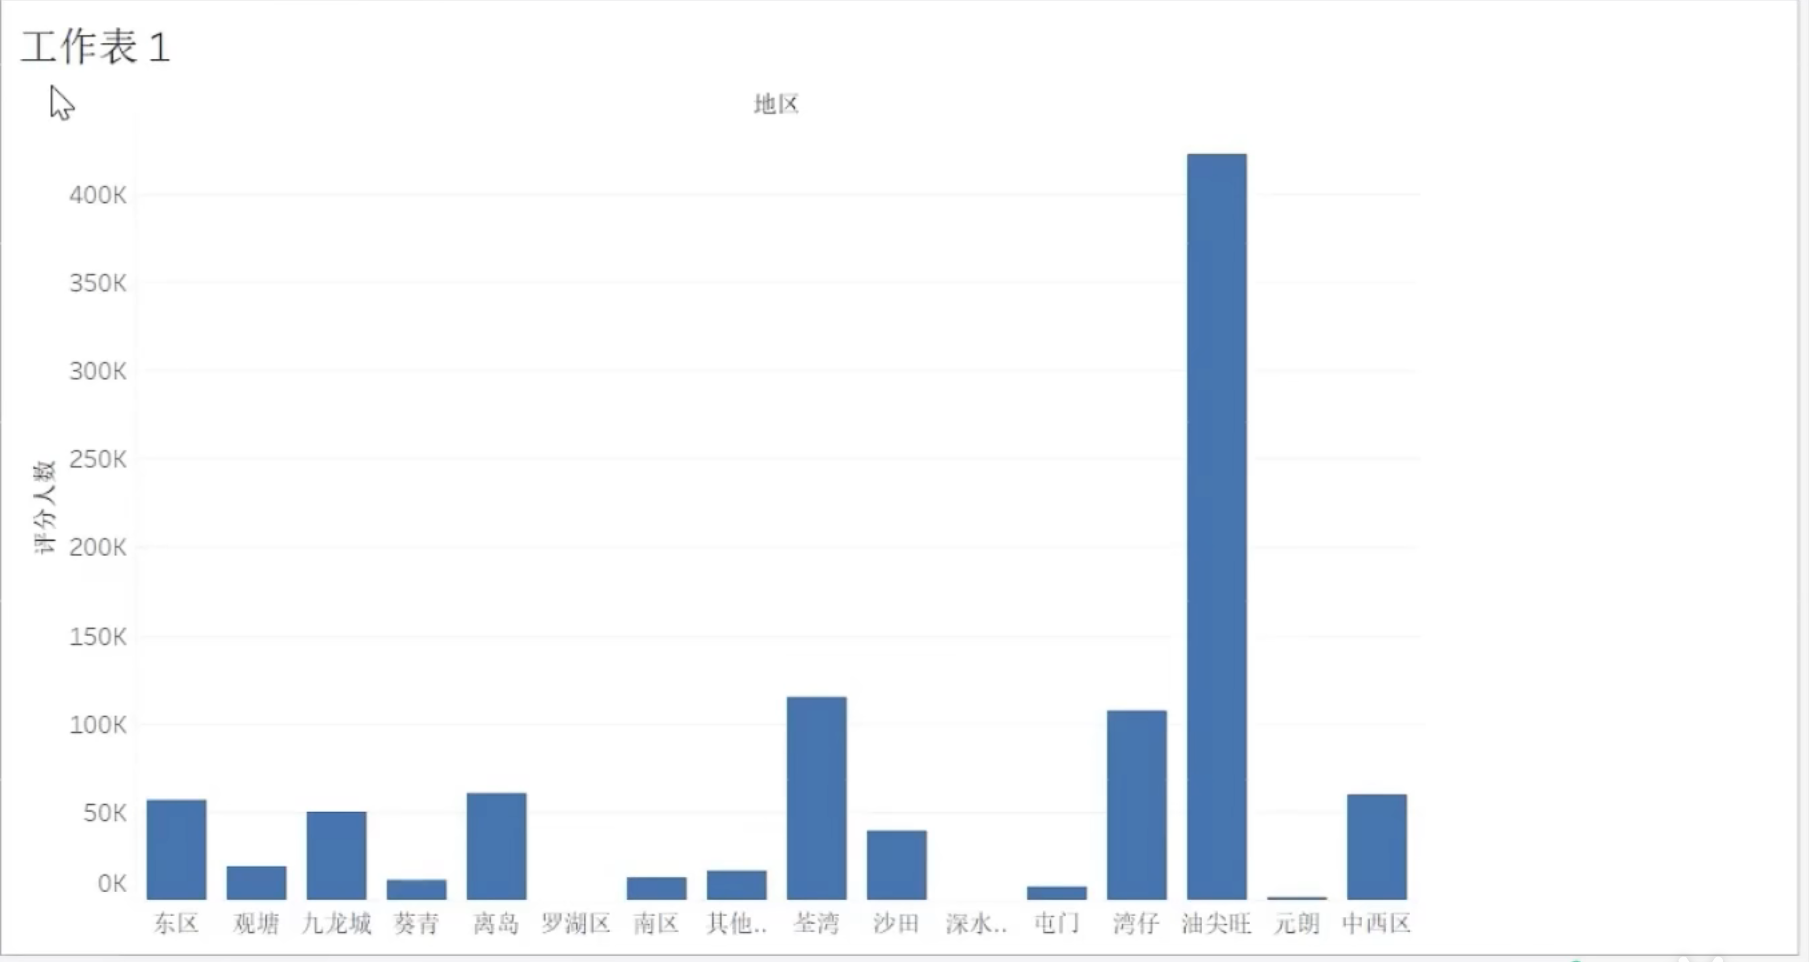 工作表 1
地区
400K
350K
300K
250K
200K
150K
100K
50K
0K
评分人数
东区 观塘 九龙城 葵青 离岛 罗湖区 南区 其他.. 荃湾 沙田 深水.. 屯门 湾仔 油尖旺 元朗 中西区